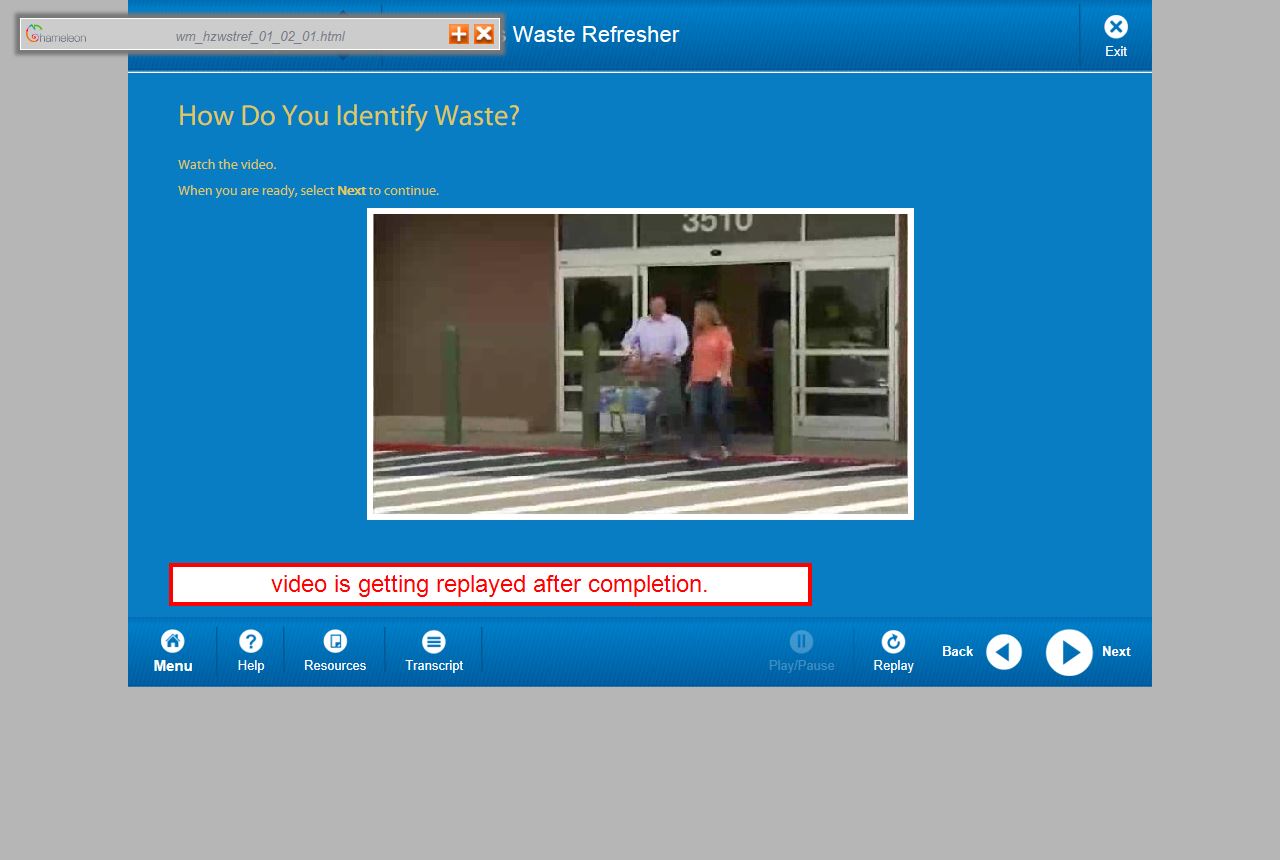 Chameleon
wm_hzwstref_01_02_01.html
s Waste Refresher
Exit
How Do You Identify Waste?
Watch the video.
When you are ready, select Next to continue.
3510
video is getting replayed after completion.
Menu
Help
Resources
Transcript
Play/Pause
Replay
Back
Next